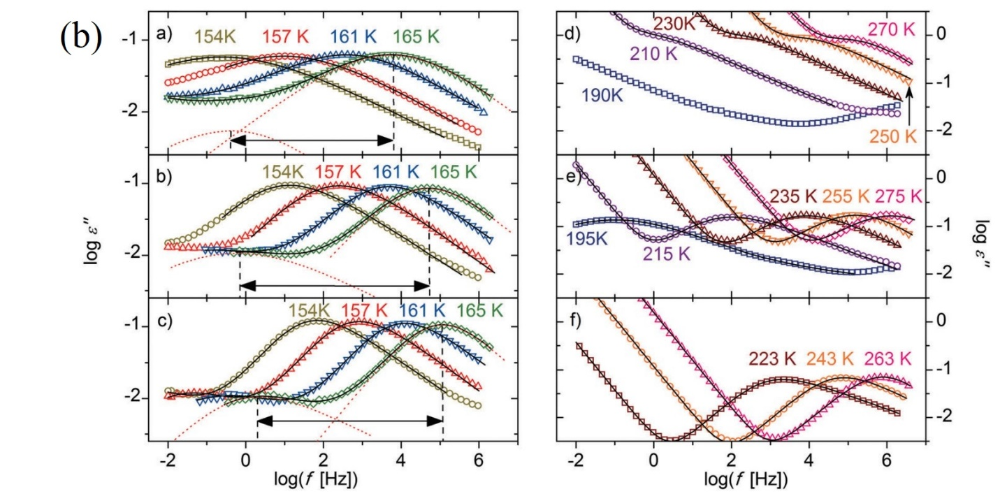 (b)
a)
154K 157 K 161 K 165 K
-1
-2
b)
154K 157 K 161 K 165 K
-1
-2
c)
154K 157 K 161 K 165 K
-1
-2
log ε"
-2 0 2 4 6
log(f [Hz])
d)
230K
270 K
210 K
190K
250 K
0
-1
-2
e)
235 K 255 K 275 K
195K
215 K
0
-1
-2
f)
223 K 243 K 263 K
0
-1
-2
log ε"
-2 0 2 4 6
log(f [Hz])